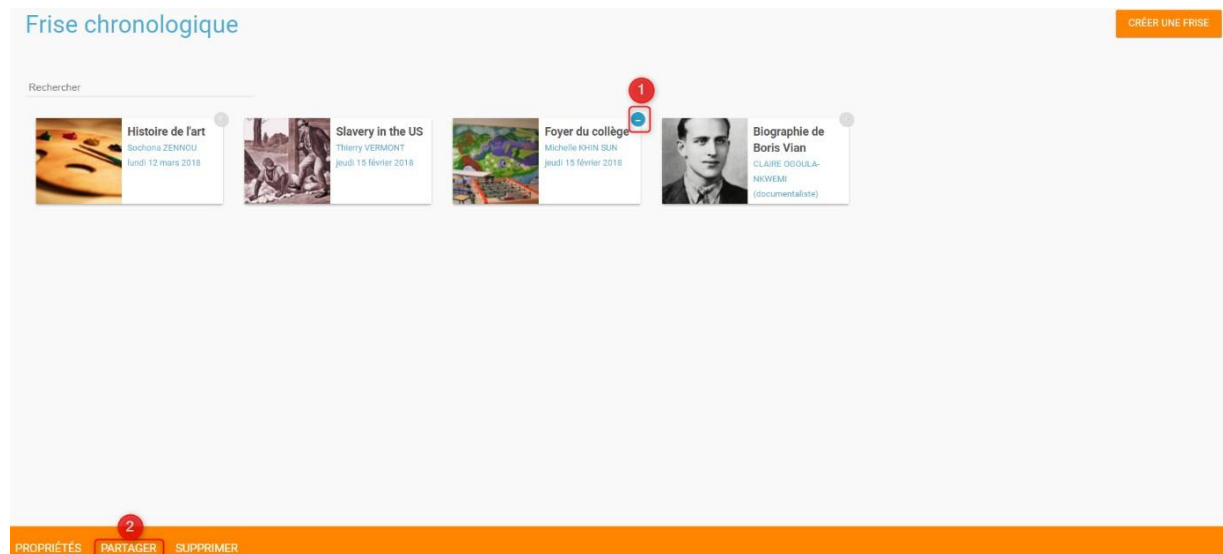 Frise chronologique
CRÉER UNE FRISE
Rechercher
1
Histoire de l'art
Sochona ZENNOU
lundi 12 mars 2018
Slavery in the US
Thierry VERMONT
jeudi 15 février 2018
Foyer du collège
Michelle KHIN SUN
jeudi 15 février 2018
Biographie de
Boris Vian
CLAIRE OGOULA-
NKWEMI
(documentaliste)
2
PROPRIÉTÉS PARTAGER SUPPRIMER